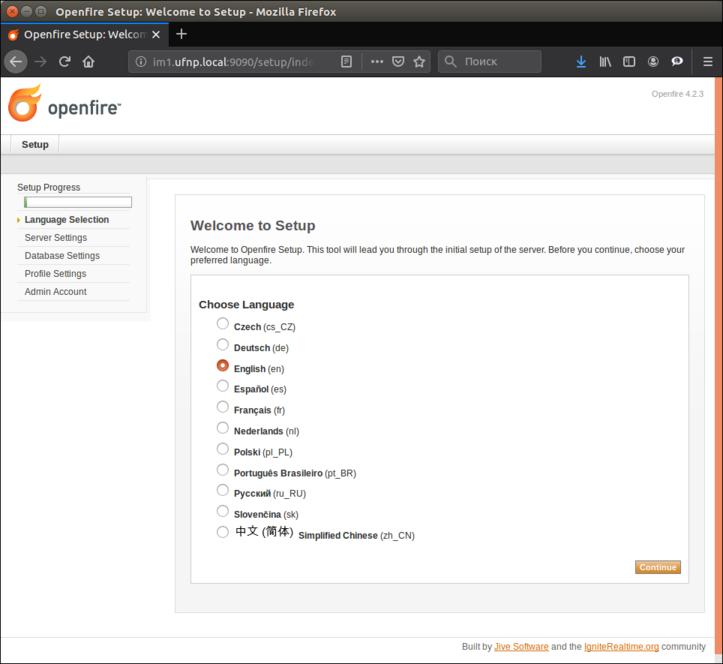 Openfire Setup: Welcome to Setup - Mozilla Firefox
Openfire Setup: Welcom
im1.ufnp.local:9090/setup/inde
Поиск
openfire™
Openfire 4.2.3
Setup
Setup Progress
Language Selection
Server Settings
Database Settings
Profile Settings
Admin Account
Welcome to Setup
Welcome to Openfire Setup. This tool will lead you through the initial setup of the server. Before you continue, choose your
preferred language.
Choose Language
Czech (cs_CZ)
Deutsch (de)
English (en)
Español (es)
Français (fr)
Nederlands (nl)
Polski (pl_PL)
Português Brasileiro (pt_BR)
Русский (ru_RU)
Slovenčina (sk)
中文 (简体) Simplified Chinese (zh_CN)
Continue
Built by Jive Software and the IgniteRealtime.org community